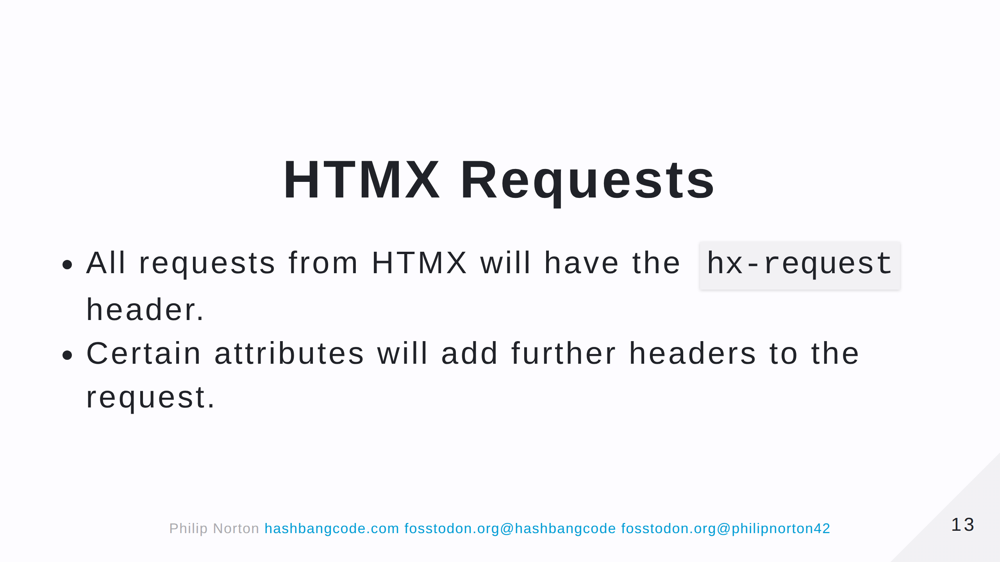 HTMX Requests
• All requests from HTMX will have the hx-request
header.
• Certain attributes will add further headers to the
request.
Philip Norton hashbangcode.com fosstodon.org@hashbangcode fosstodon.org@philipnorton42
13